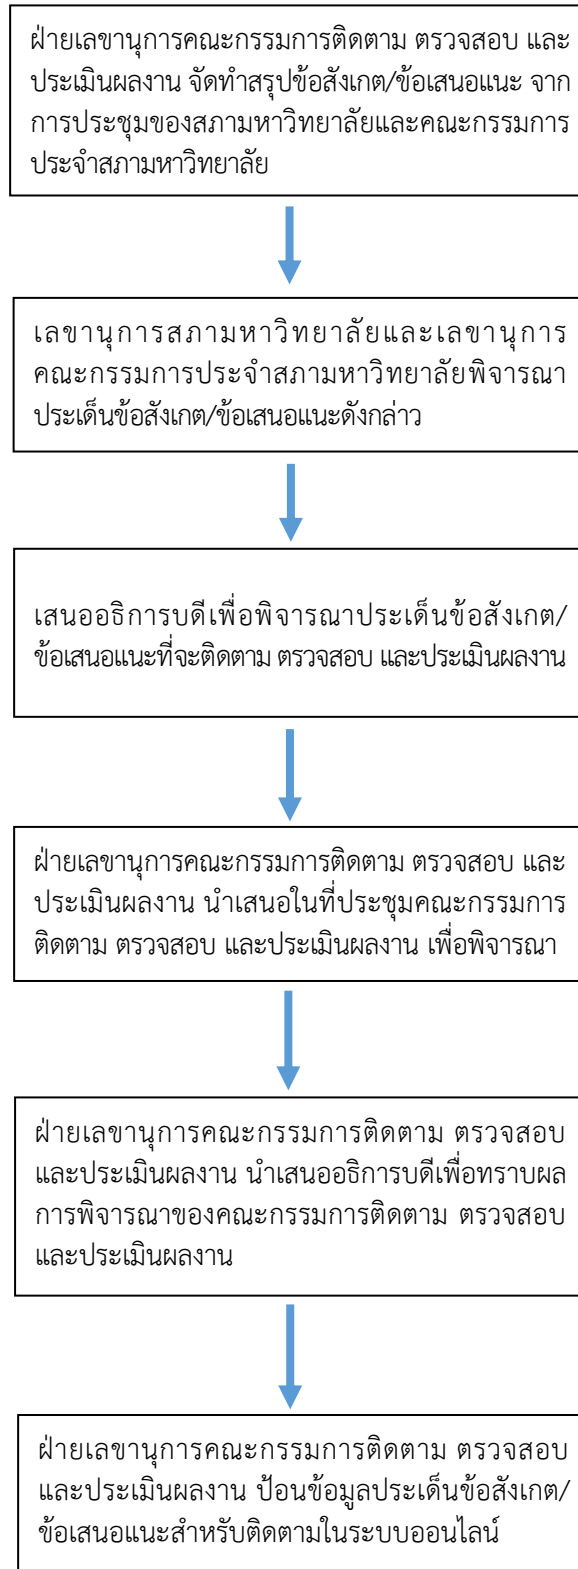 ฝ่ายเลขานุการคณะกรรมการติดตาม ตรวจสอบ และ
ประเมินผลงาน จัดทำสรุปข้อสังเกต/ข้อเสนอแนะ จาก
การประชุมของสภามหาวิทยาลัยและคณะกรรมการ
ประจำสภามหาวิทยาลัย
เลขานุการสภามหาวิทยาลัยและเลขานุการ
คณะกรรมการประจำสภามหาวิทยาลัยพิจารณา
ประเด็นข้อสังเกต/ข้อเสนอแนะดังกล่าว
เสนออธิการบดีเพื่อพิจารณาประเด็นข้อสังเกต/
ข้อเสนอแนะที่จะติดตาม ตรวจสอบ และประเมินผลงาน
ฝ่ายเลขานุการคณะกรรมการติดตาม ตรวจสอบ และ
ประเมินผลงาน นำเสนอในที่ประชุมคณะกรรมการ
ติดตาม ตรวจสอบ และประเมินผลงาน เพื่อพิจารณา
ฝ่ายเลขานุการคณะกรรมการติดตาม ตรวจสอบ
และประเมินผลงาน นำเสนออธิการบดีเพื่อทราบผล
การพิจารณาของคณะกรรมการติดตาม ตรวจสอบ
และประเมินผลงาน
ฝ่ายเลขานุการคณะกรรมการติดตาม ตรวจสอบ
และประเมินผลงาน ป้อนข้อมูลประเด็นข้อสังเกต/
ข้อเสนอแนะสำหรับติดตามในระบบออนไลน์